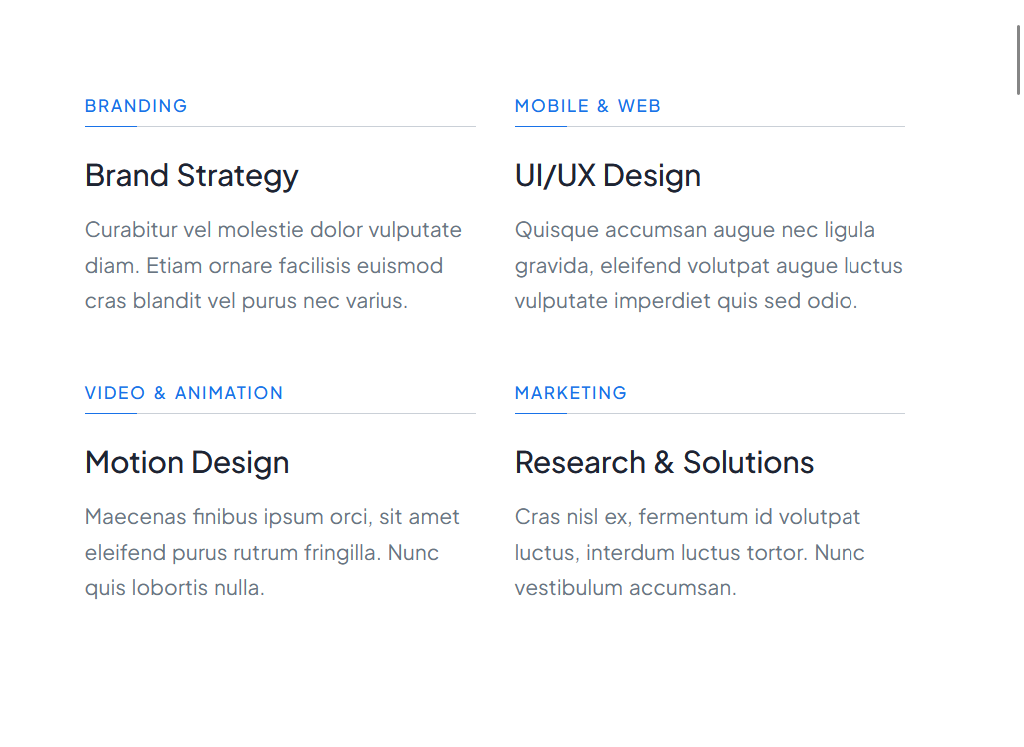 BRANDING
Brand Strategy
Curabitur vel molestie dolor vulputate
diam. Etiam ornare facilisis euismod
cras blandit vel purus nec varius.
MOBILE & WEB
UI/UX Design
Quisque accumsan augue nec ligula
gravida, eleifend volutpat augue luctus
vulputate imperdiet quis sed odio.
VIDEO & ANIMATION
Motion Design
Maecenas finibus ipsum orci, sit amet
eleifend purus rutrum fringilla. Nunc
quis lobortis nulla.
MARKETING
Research & Solutions
Cras nisl ex, fermentum id volutpat
luctus, interdum luctus tortor. Nunc
vestibulum accumsan.